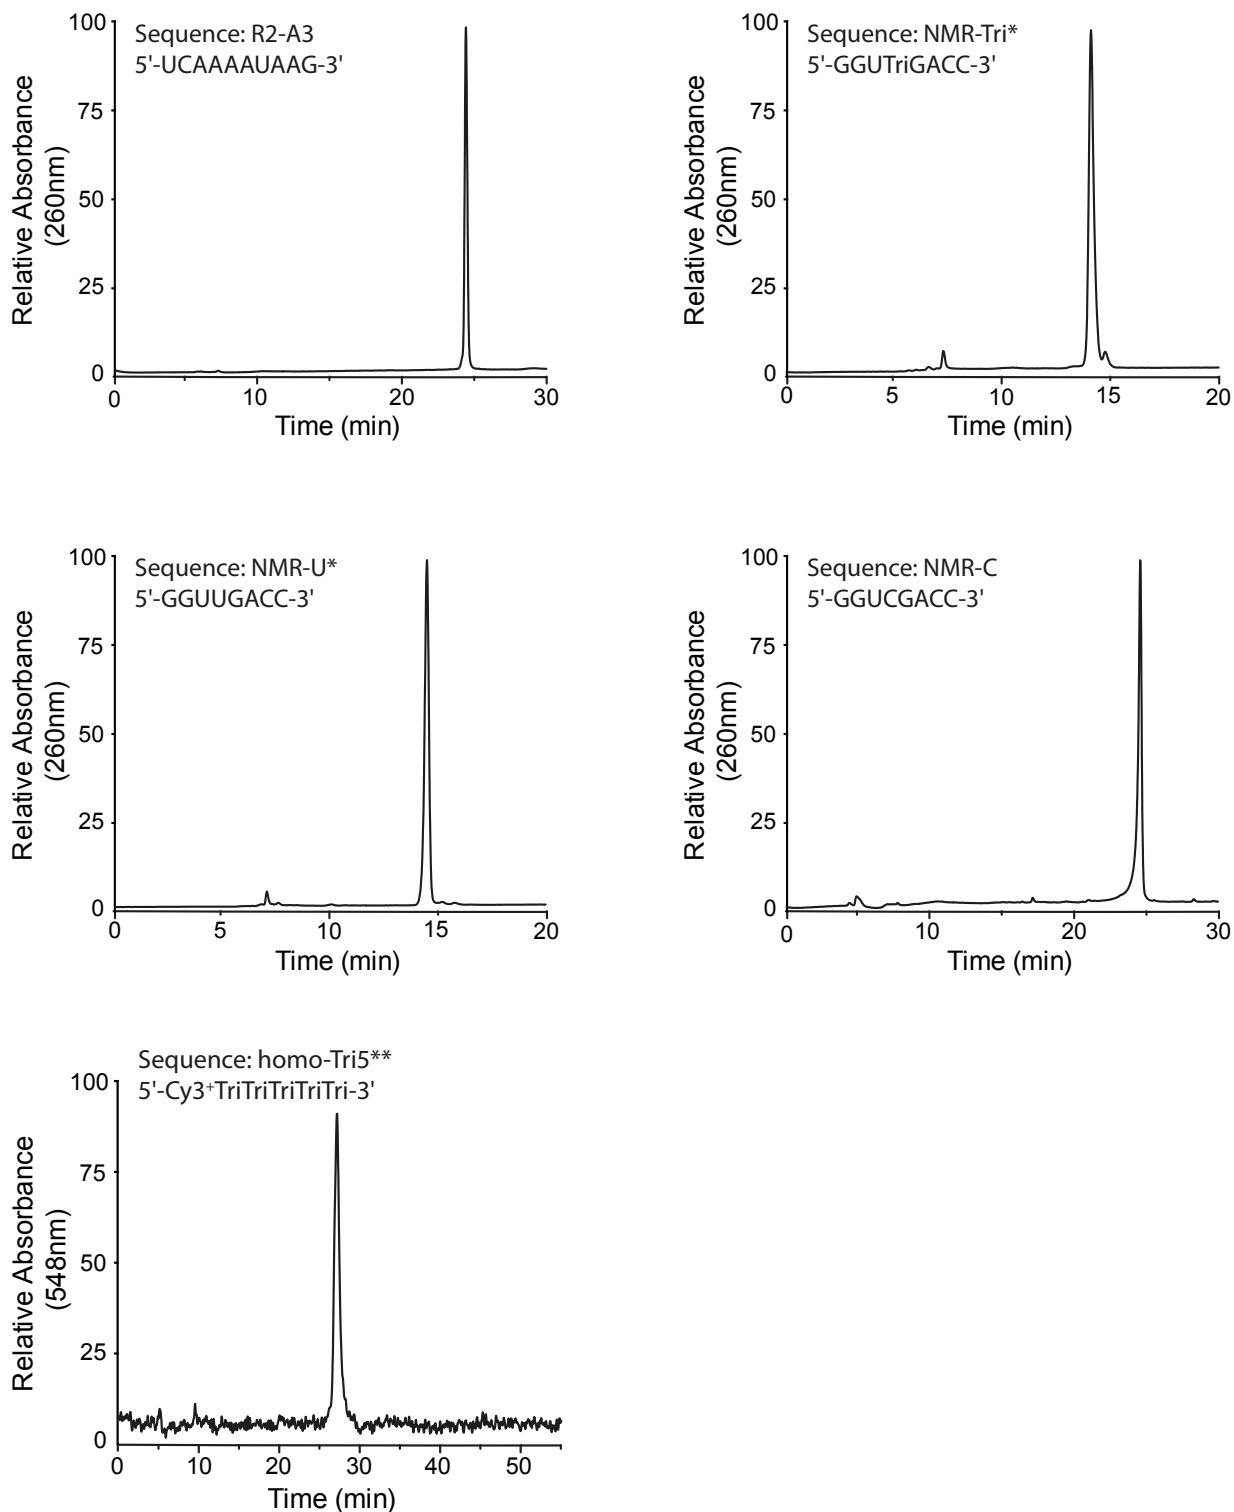 Sequence: R2-A3
5'-UCAAAAUAAG-3'
Relative Absorbance
(260nm)
100
75
50
25
0
0 10 20 30
Time (min)
Sequence: NMR-Tri*
5'-GGUTriGACC-3'
Relative Absorbance
(260nm)
100
75
50
25
0
0 5 10 15 20
Time (min)
Sequence: NMR-U*
5'-GGUUGACC-3'
Relative Absorbance
(260nm)
100
75
50
25
0
0 5 10 15 20
Time (min)
Sequence: NMR-C
5'-GGUCGACC-3'
Relative Absorbance
(260nm)
100
75
50
25
0
0 10 20 30
Time (min)
Sequence: homo-Tri5**
5'-Cy3⁺TriTriTriTriTri-3'
Relative Absorbance
(548nm)
100
75
50
25
0
0 10 20 30 40 50
Time (min)